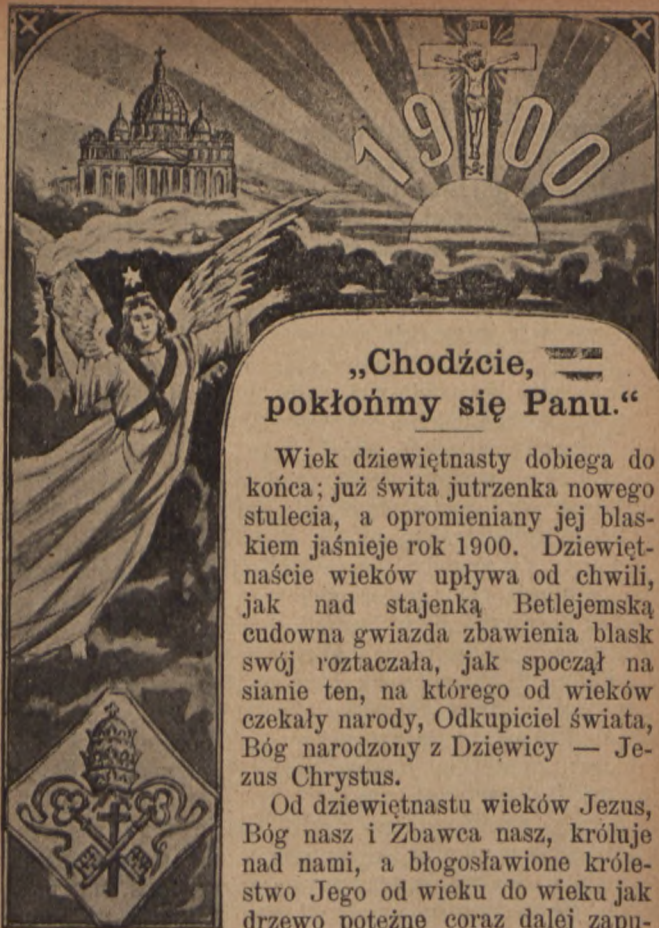 1900
„Chodźcie,
pokłońmy się Panu.“
Wiek dziewiętnasty dobiega do
końca; już świta jutrzenka nowego
stulecia, a opromieniany jej blas-
kiem jaśnieje rok 1900. Dziewięt-
naście wieków upływa od chwili,
jak nad stajenką Betlejemską
cudowna gwiazda zbawienia blask
swój roztaczała, jak spoczął na
sianie ten, na którego od wieków
czekały narody, Odkupiciel świata,
Bóg narodzony z Dziewicy — Je-
zus Chrystus.
Od dziewiętnastu wieków Jezus,
Bóg nasz i Zbawca nasz, króluje
nad nami, a błogosławione króle-
stwo Jego od wieku do wieku jak
drzewo potężne coraz dalej zapu-